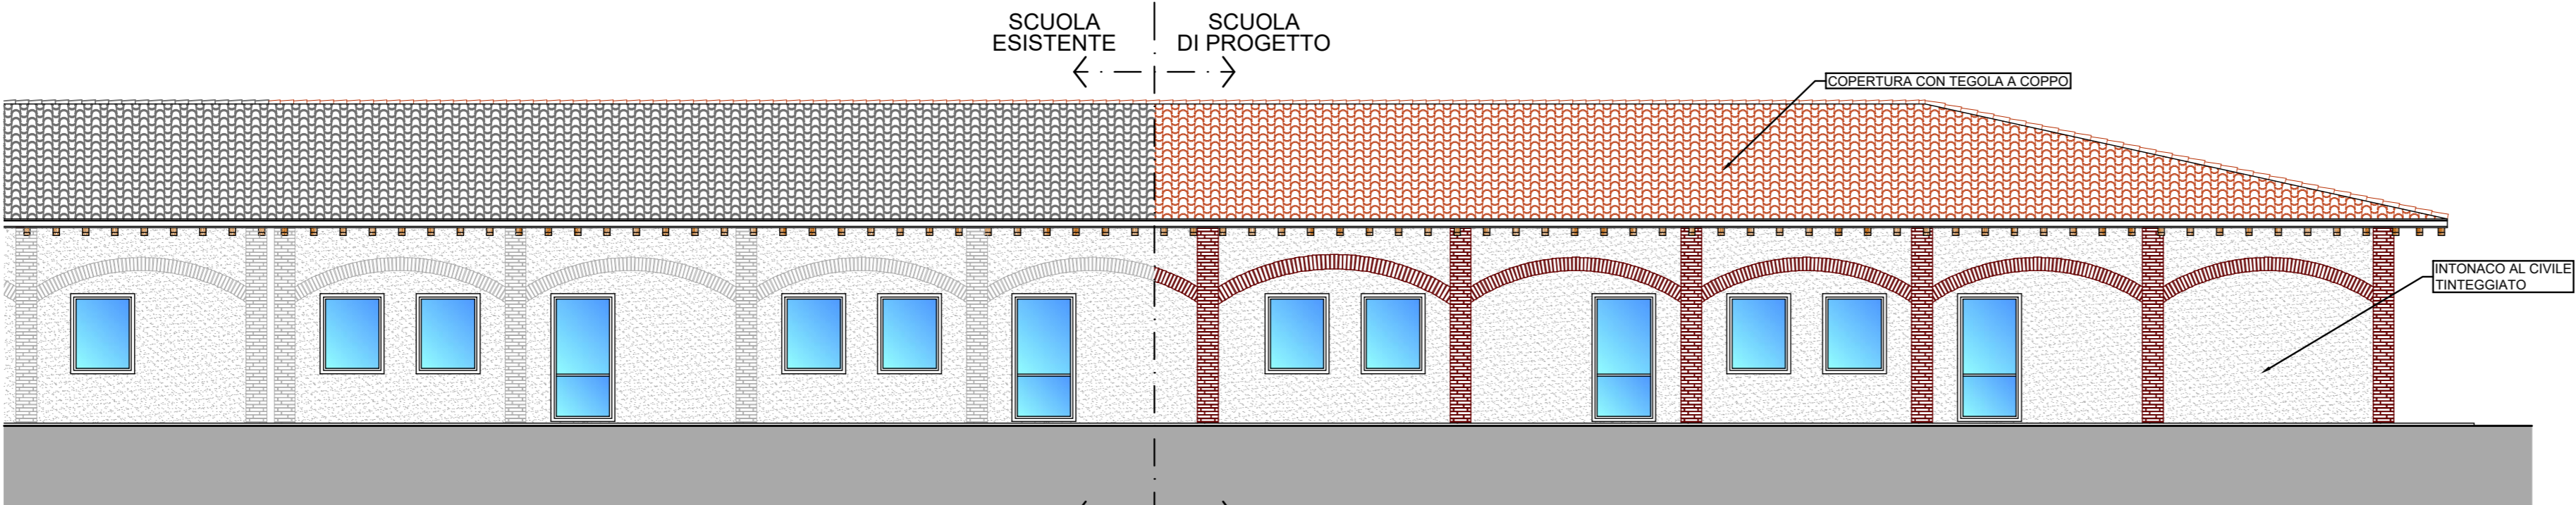 SCUOLA
ESISTENTE
SCUOLA
DI PROGETTO
COPERTURA CON TEGOLA A COPPO
INTONACO AL CIVILE
TINTEGGIATO